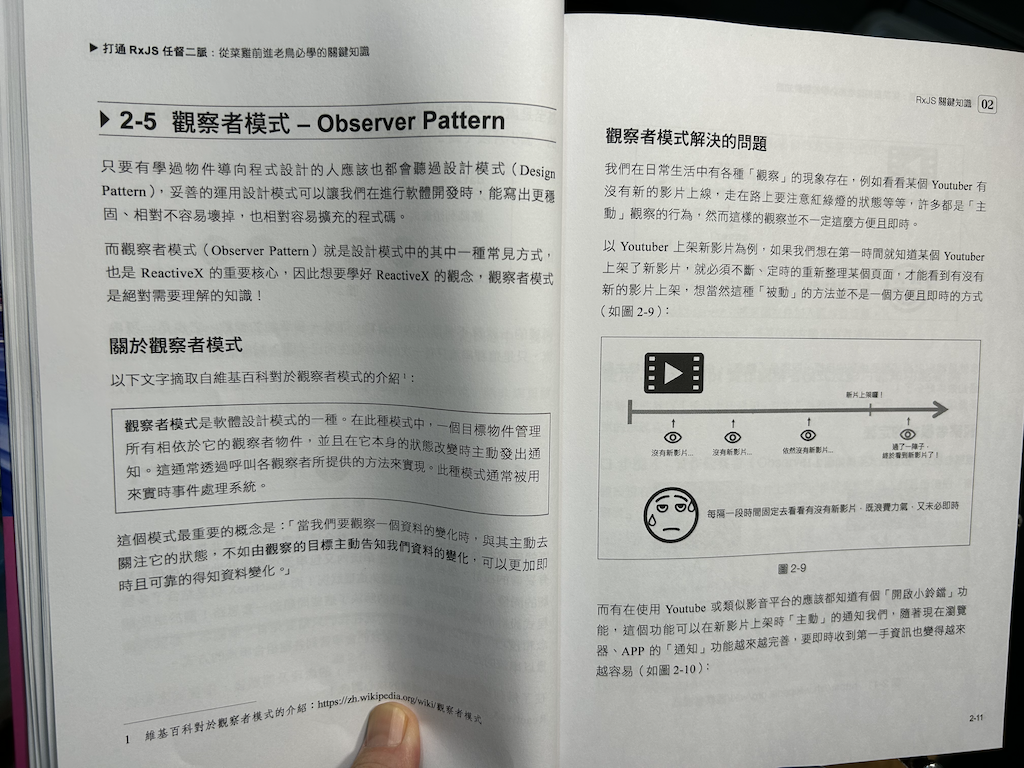 ▶ 打通 RxJS 任督二脈：從菜雞前進老鳥必學的關鍵知識
▶ 2-5 觀察者模式 – Observer Pattern
只要有學過物件導向程式設計的人應該也都會聽過設計模式（Design
Pattern），妥善的運用設計模式可以讓我們在進行軟體開發時，能寫出更穩
固、相對不容易壞掉，也相對容易擴充的程式碼。
而觀察者模式（Observer Pattern）就是設計模式中的其中一種常見方式，
也是 ReactiveX 的重要核心，因此想要學好 ReactiveX 的觀念，觀察者模式
是絕對需要理解的知識！
關於觀察者模式
以下文字摘取自維基百科對於觀察者模式的介紹1：
觀察者模式是軟體設計模式的一種。在此種模式中，一個目標物件管理
所有相依於它的觀察者物件，並且在它本身的狀態改變時主動發出通
知。這通常透過呼叫各觀察者所提供的方法來實現。此種模式通常被用
來實時事件處理系統。
這個模式最重要的概念是：「當我們要觀察一個資料的變化時，與其主動去
關注它的狀態，不如由觀察的目標主動告知我們資料的變化，可以更加即
時且可靠的得知資料變化。」
1 維基百科對於觀察者模式的介紹：https://zh.wikipedia.org/wiki/觀察者模式
RxJS 關鍵知識 02
觀察者模式解決的問題
我們在日常生活中有各種「觀察」的現象存在，例如看看某個 Youtuber 有
沒有新的影片上線，走在路上要注意紅綠燈的狀態等等，許多都是「主
動」觀察的行為，然而這樣的觀察並不一定這麼方便且即時。
以 Youtuber 上架新影片為例，如果我們想在第一時間就知道某個 Youtuber
上架了新影片，就必須不斷、定時的重新整理某個頁面，才能看到有沒有
新的影片上架，想當然這種「被動」的方法並不是一個方便且即時的方式
（如圖 2-9）：
新片上架囉！
沒有新影片...
沒有新影片...
依然沒有新影片...
過了一陣子，
終於看到新影片了！
每隔一段時間固定去看看有沒有新影片，既浪費力氣，又未必即時
圖 2-9
而有在使用 Youtube 或類似影音平台的應該都知道有個「開啟小鈴鐺」功
能，這個功能可以在新影片上架時「主動」的通知我們，隨著現在瀏覽
器、APP 的「通知」功能越來越完善，要即時收到第一手資訊也變得越來
越容易（如圖 2-10）：
2-11